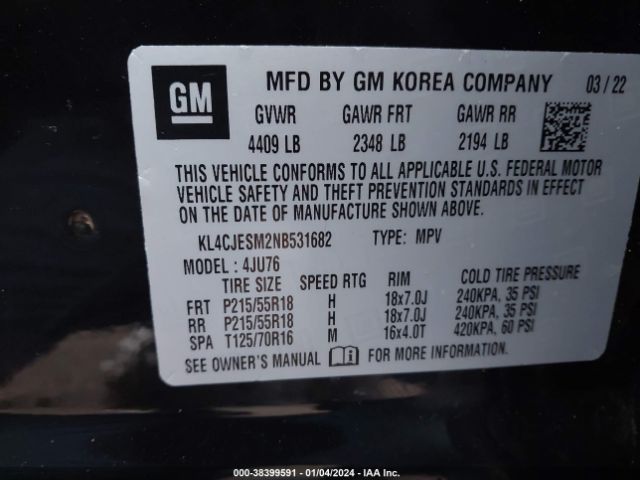 GM MFD BY GM KOREA COMPANY 03 / 22
GVWR GAWR FRT GAWR RR
4409 LB 2348 LB 2194 LB
THIS VEHICLE CONFORMS TO ALL APPLICABLE U.S. FEDERAL MOTOR
VEHICLE SAFETY AND THEFT PREVENTION STANDARDS IN EFFECT
ON THE DATE OF MANUFACTURE SHOWN ABOVE.
KL4CJESM2NB531682 TYPE: MPV
MODEL : 4JU76
TIRE SIZE SPEED RTG RIM COLD TIRE PRESSURE
FRT P215/55R18 H 18x7.0J 240KPA, 35 PSI
RR P215/55R18 H 18x7.0J 240KPA, 35 PSI
SPA T125/70R16 M 16x4.0T 420KPA, 60 PSI
SEE OWNER'S MANUAL FOR MORE INFORMATION.
000-38399591 - 01/04/2024 - IAA Inc.